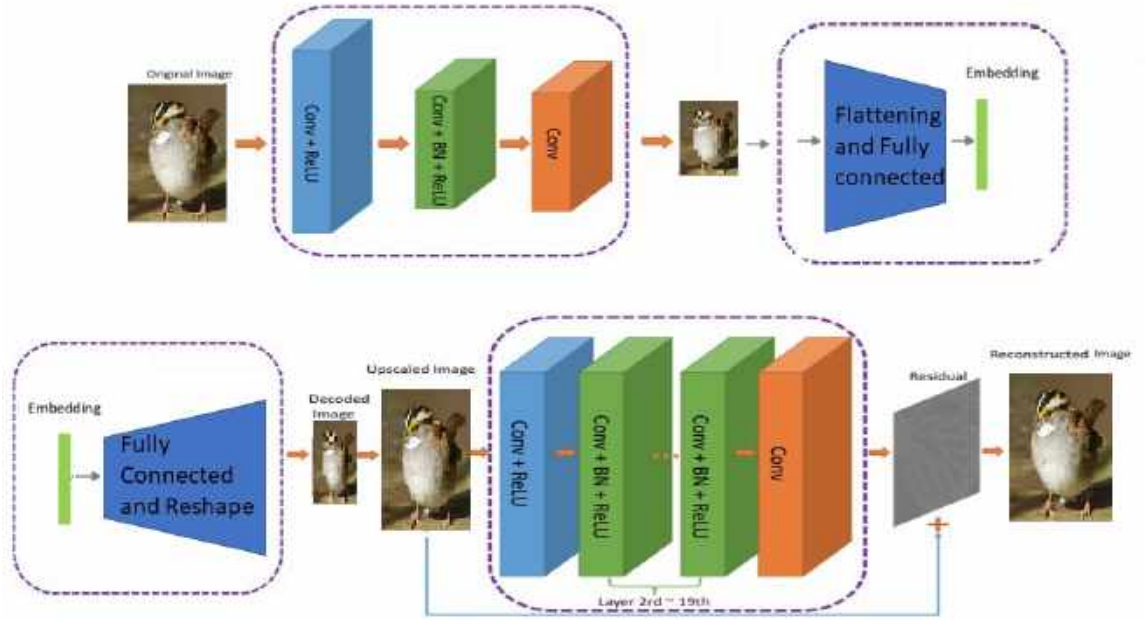 Original Image
Conv + ReLU
Conv + BN + ReLU
Conv
Flattening
and Fully
connected
Embedding
Embedding
Fully
Connected
and Reshape
Decoded
Image
Upscaled Image
Conv + ReLU
Conv + BN + ReLU
Conv + BN + ReLU
Conv
Layer 2rd ~ 19th
Residual
+
Reconstructed Image